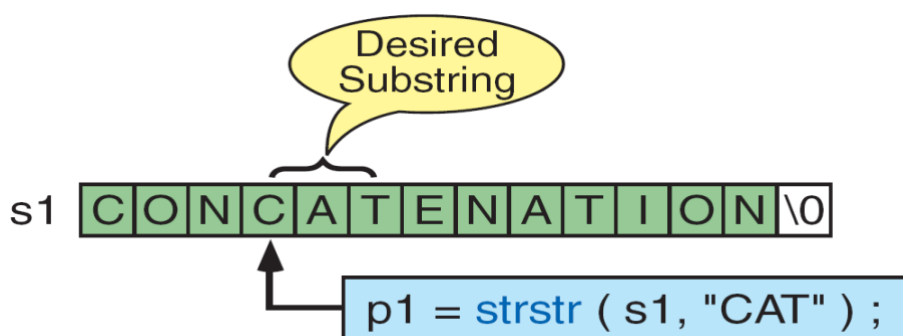 Desired
Substring
s1 C O N C A T E N A T I O N \0
p1 = strstr ( s1, "CAT" ) ;